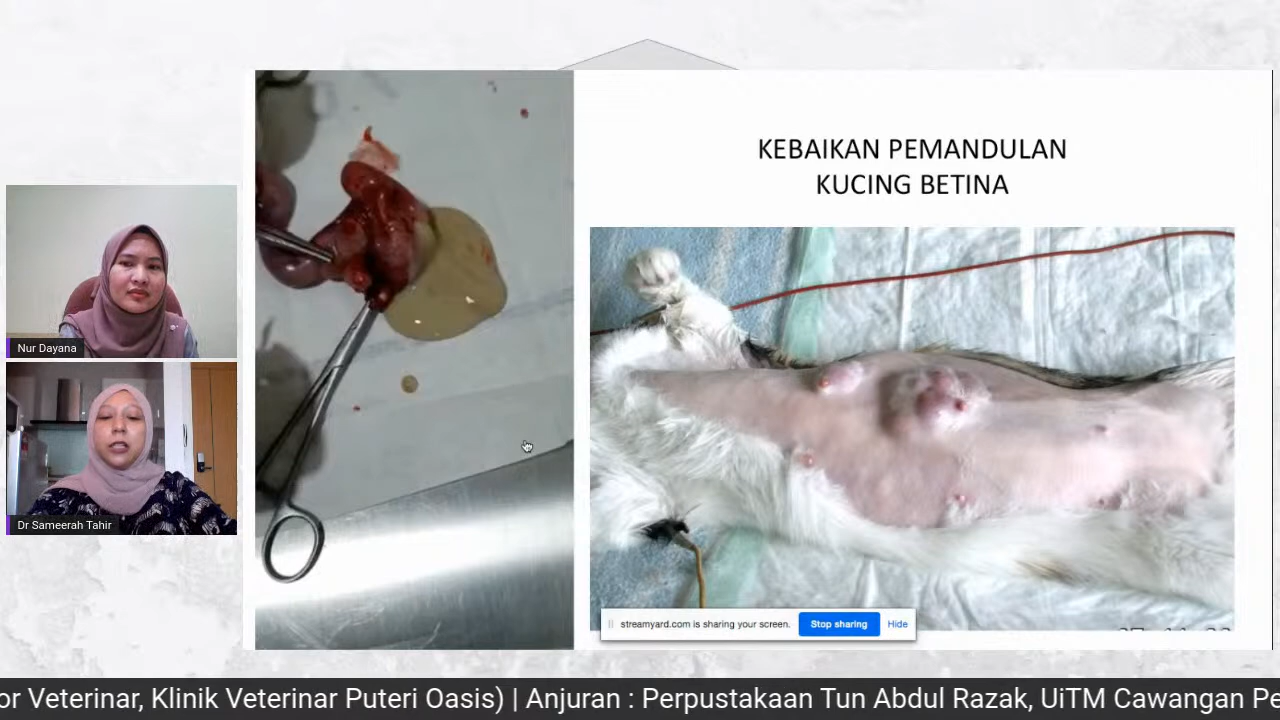 KEBAIKAN PEMANDULAN
KUCING BETINA
Nur Dayana
Dr Sameerah Tahir
streamyard.com is sharing your screen.
Stop sharing
Hide
or Veterinar, Klinik Veterinar Puteri Oasis) | Anjuran : Perpustakaan Tun Abdul Razak, UiTM Cawangan Pe